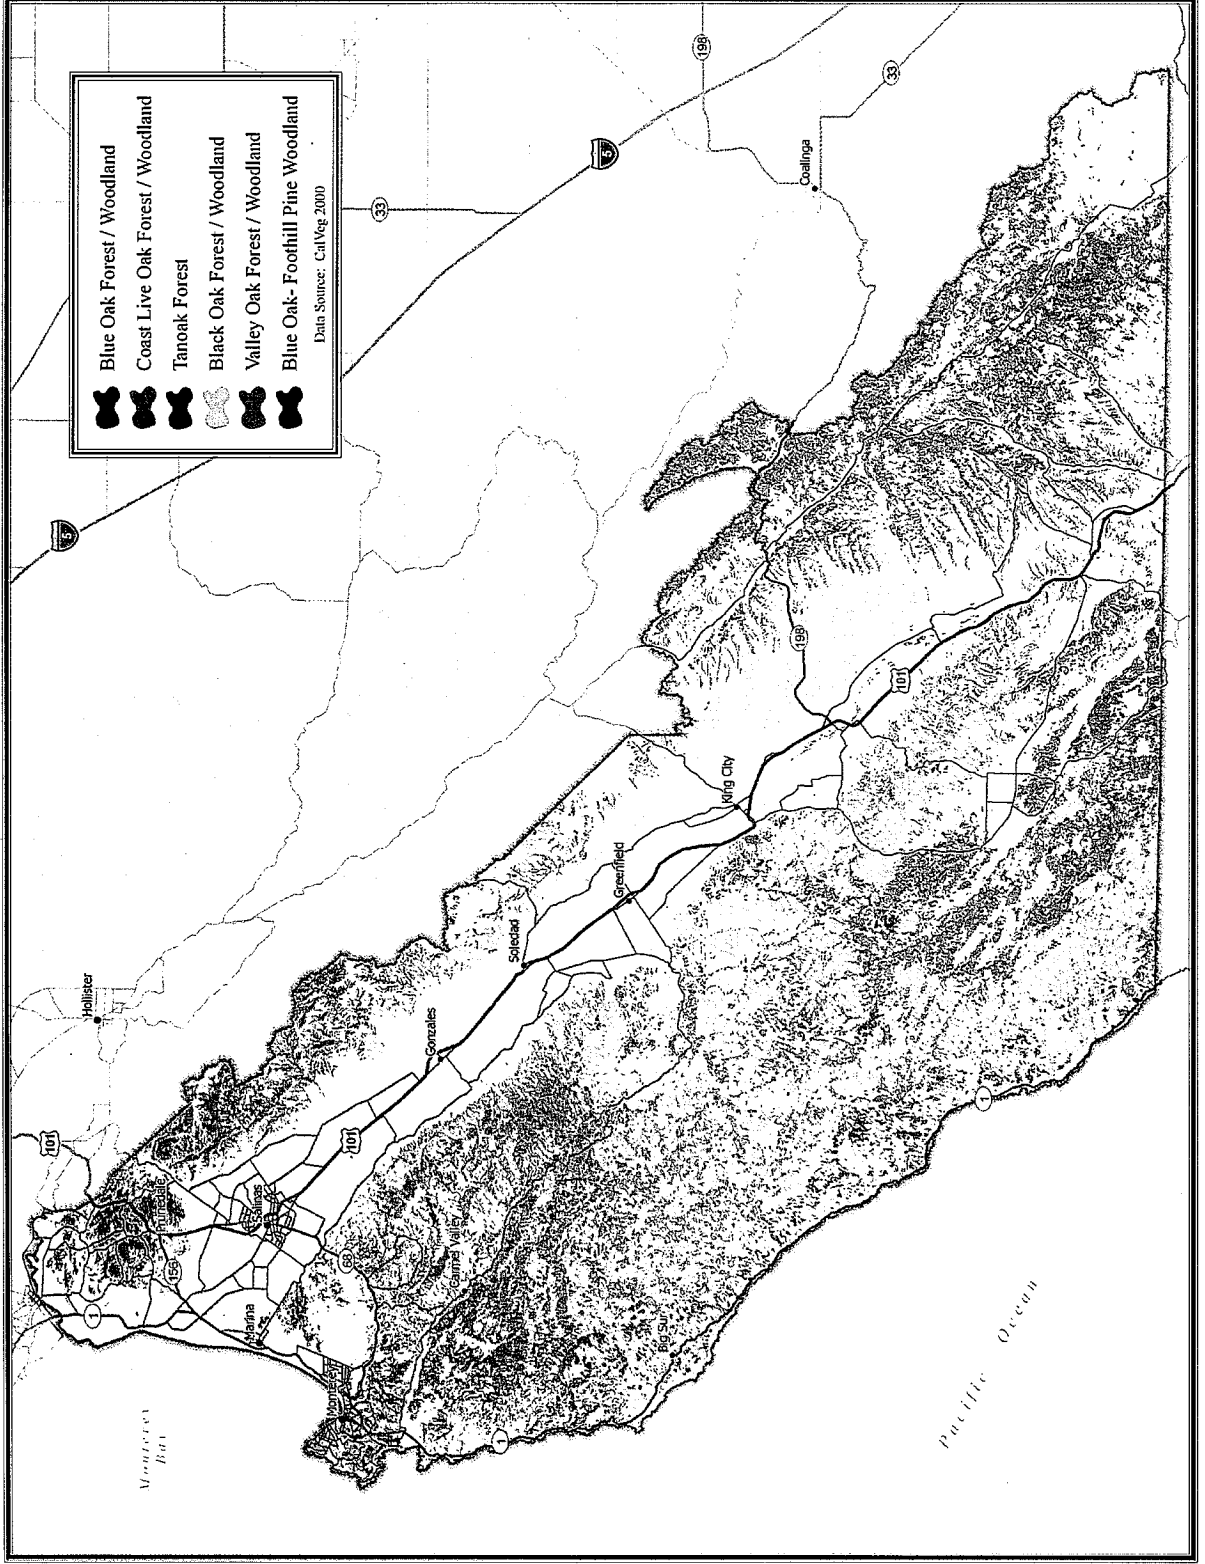 Blue Oak Forest / Woodland
Coast Live Oak Forest / Woodland
Tanoak Forest
Black Oak Forest / Woodland
Valley Oak Forest / Woodland
Blue Oak- Foothill Pine Woodland
Data Source: CalVeg 2000
5
5
33
198
33
Coalinga
Hollister
101
1
156
Prunedale
Salinas
Marina
68
101
Monterey
Monterey
Bay
Carmel Valley
Gonzales
Soledad
Greenfield
King City
198
101
Big Sur
1
1
Pacific Ocean